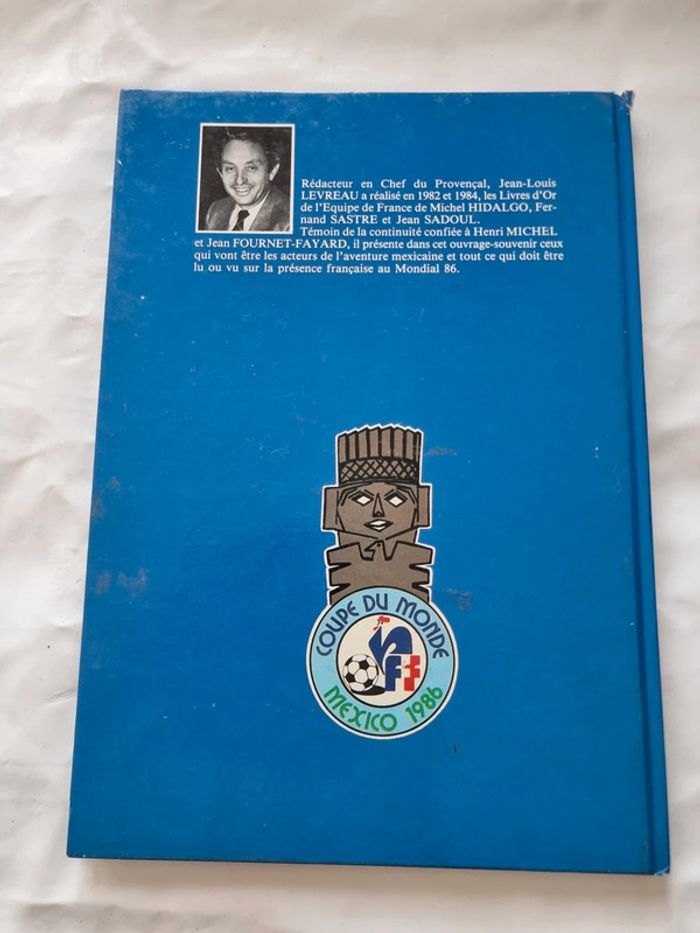 Rédacteur en Chef du Provençal, Jean-Louis
LEVREAU a réalisé en 1982 et 1984, les Livres d'Or
de l'Equipe de France de Michel HIDALGO, Fer-
nand SASTRE et Jean SADOUL.
Témoin de la continuité confiée à Henri MICHEL
et Jean FOURNET-FAYARD, il présente dans cet ouvrage-souvenir ceux
qui vont être les acteurs de l'aventure mexicaine et tout ce qui doit être
lu ou vu sur la présence française au Mondial 86.
COUPE DU MONDE
FFF
MEXICO 1986